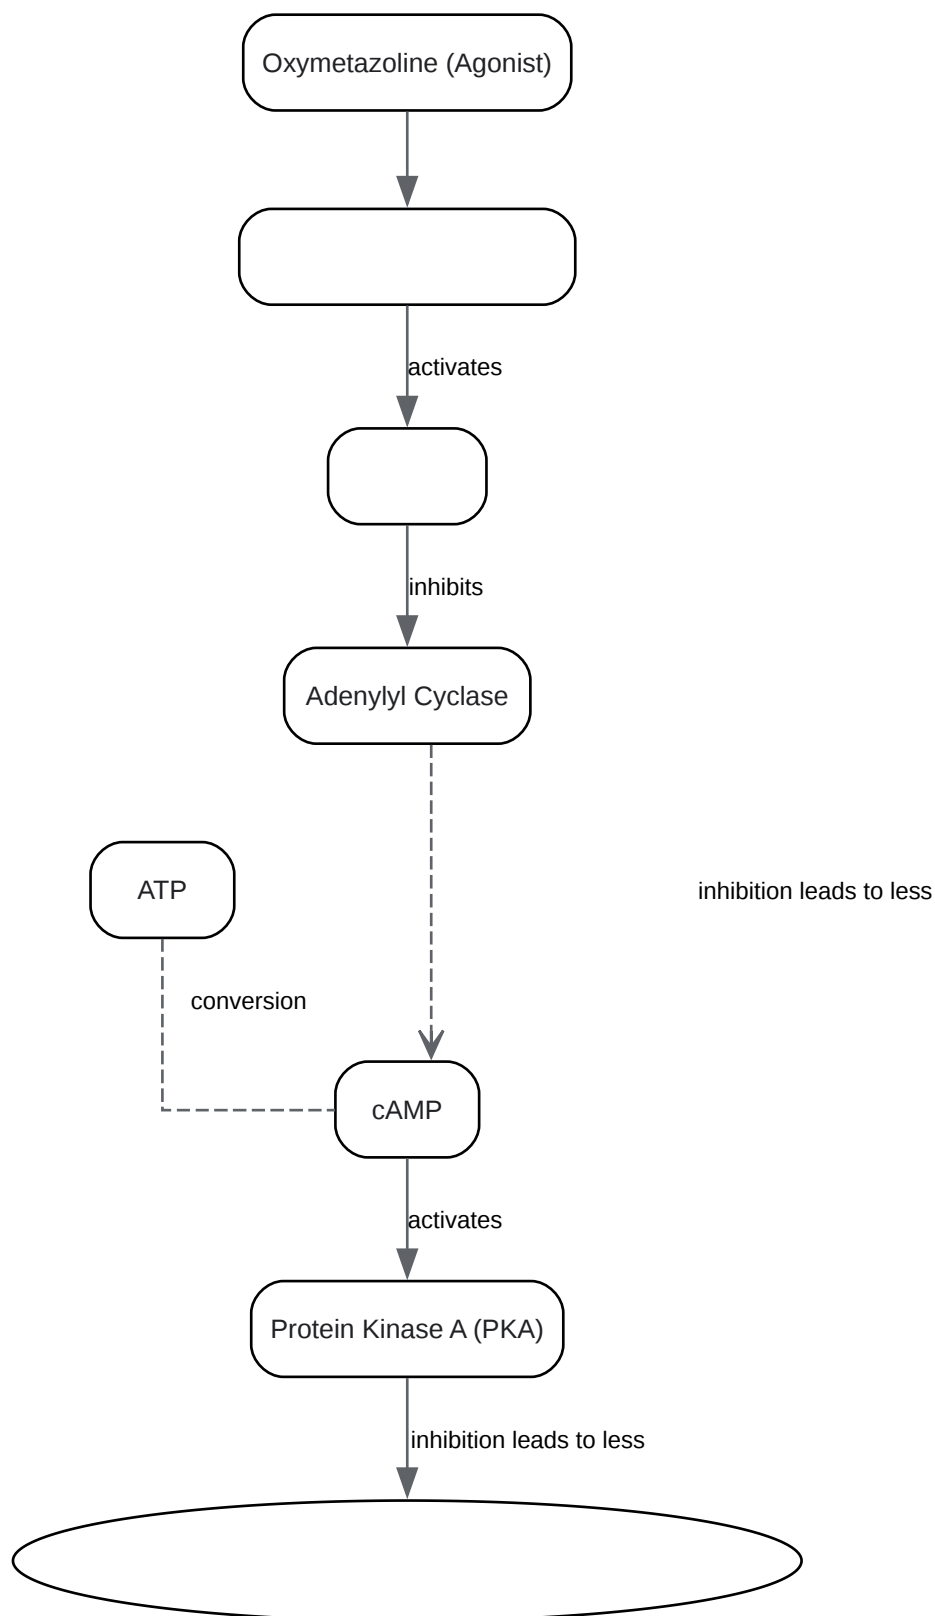 Oxymetazoline (Agonist)
activates
inhibits
Adenylyl Cyclase
ATP
inhibition leads to less
conversion
cAMP
activates
Protein Kinase A (PKA)
inhibition leads to less